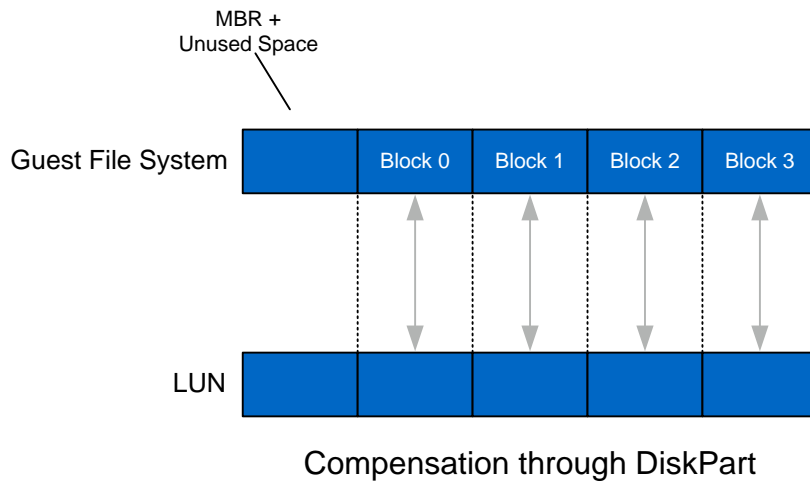 MBR +
Unused Space
Guest File System
Block 0
Block 1
Block 2
Block 3
LUN
Compensation through DiskPart